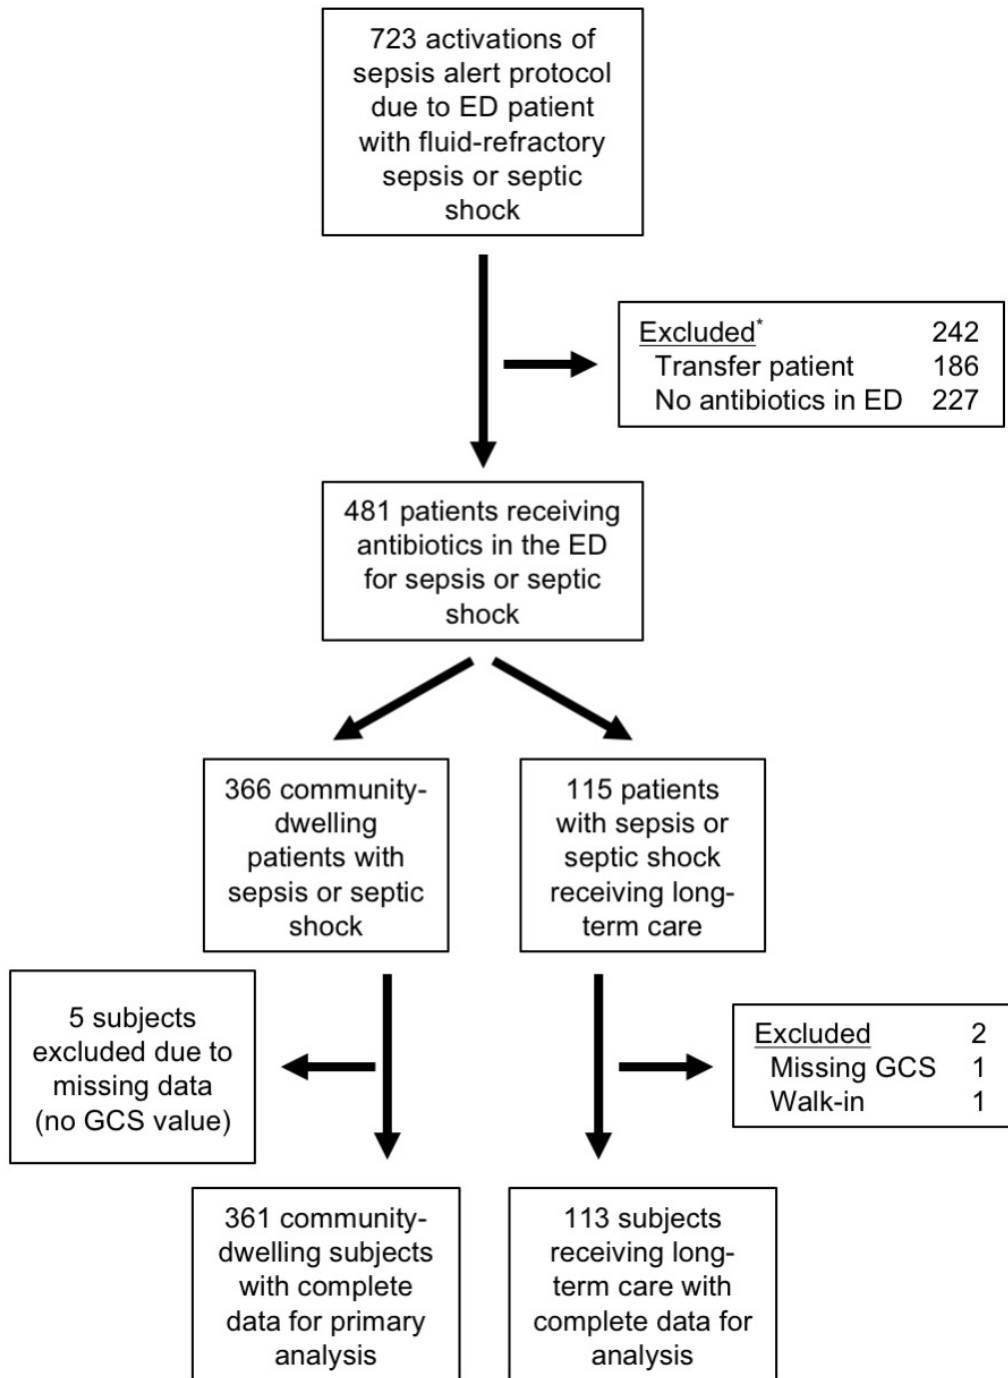 723 activations of
sepsis alert protocol
due to ED patient
with fluid-refractory
sepsis or septic
shock
Excluded* 242
Transfer patient 186
No antibiotics in ED 227
481 patients receiving
antibiotics in the ED
for sepsis or septic
shock
366 community-
dwelling
patients with
sepsis or septic
shock
115 patients
with sepsis or
septic shock
receiving long-
term care
5 subjects
excluded due to
missing data
(no GCS value)
Excluded 2
Missing GCS 1
Walk-in 1
361 community-
dwelling subjects
with complete
data for primary
analysis
113 subjects
receiving long-
term care with
complete data for
analysis